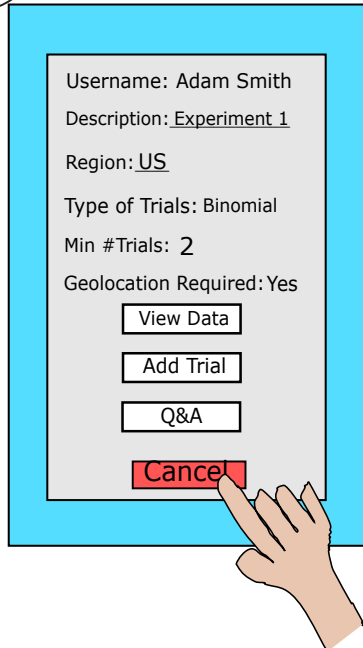 Username: Adam Smith
Description: Experiment 1
Region: US
Type of Trials: Binomial
Min #Trials: 2
Geolocation Required: Yes
View Data
Add Trial
Q&A
Cancel